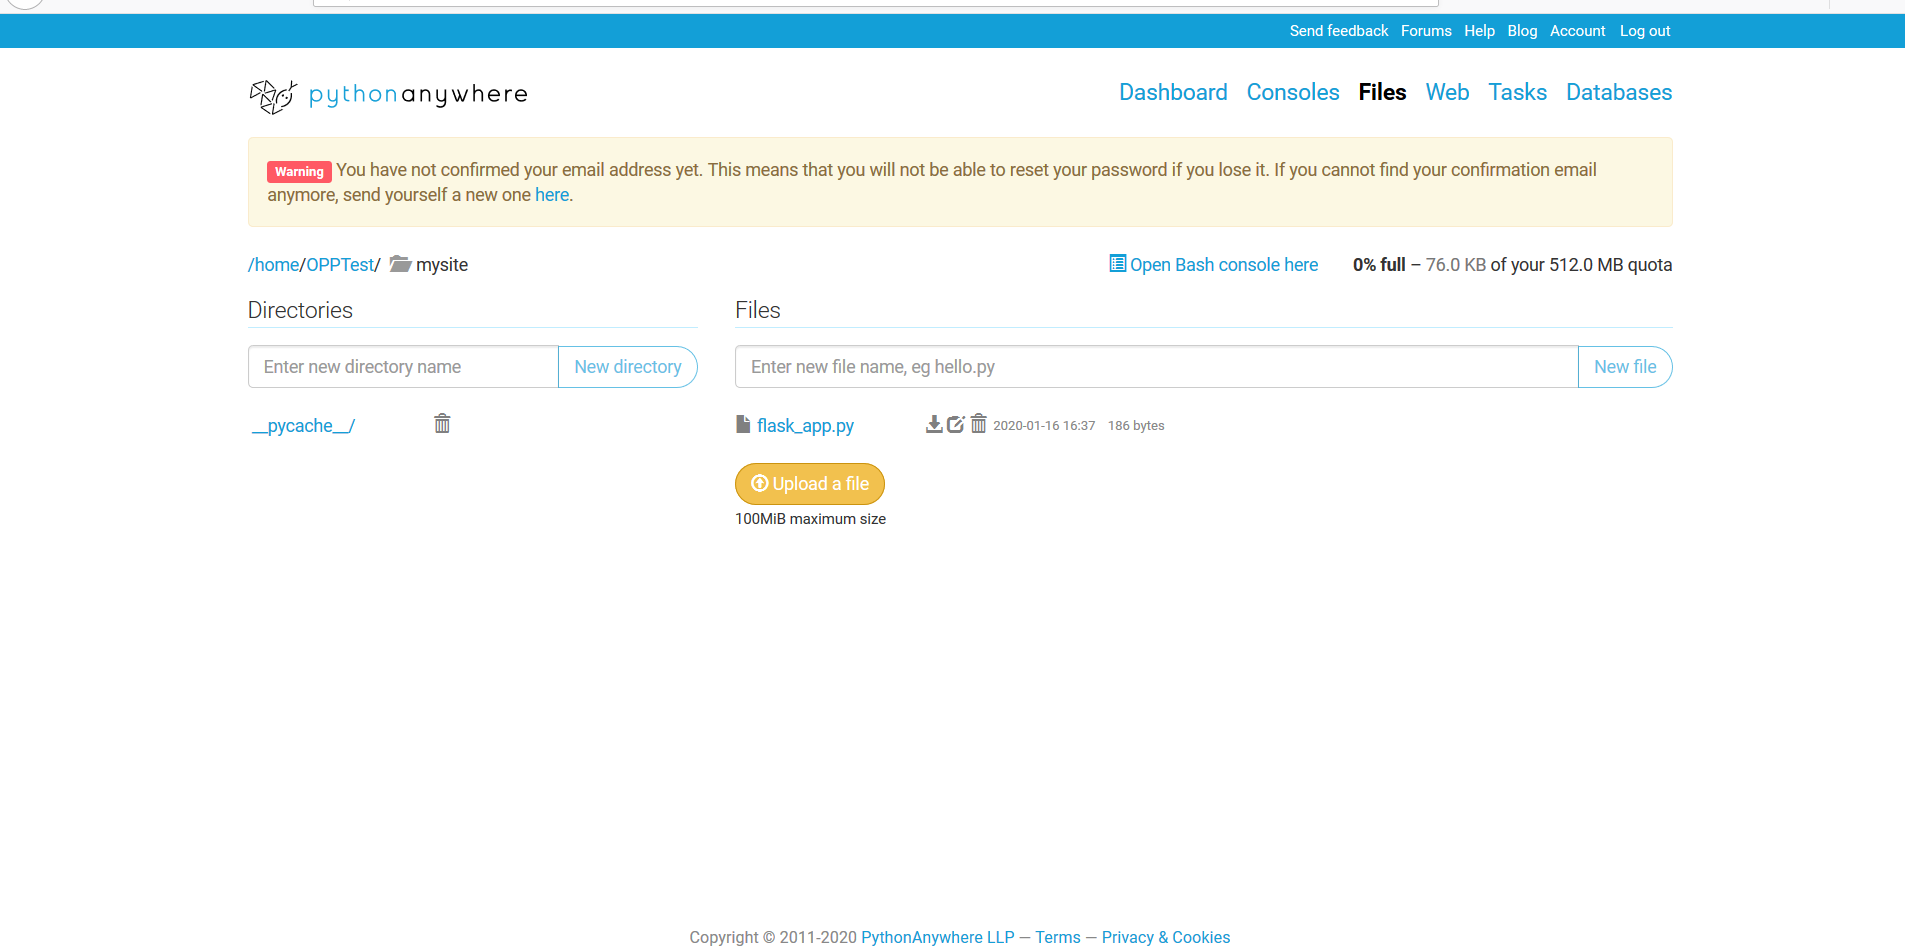 Send feedback Forums Help Blog Account Log out
pythonanywhere
Dashboard Consoles Files Web Tasks Databases
Warning You have not confirmed your email address yet. This means that you will not be able to reset your password if you lose it. If you cannot find your confirmation email
anymore, send yourself a new one here.
/home/OPPTest/ mysite
Open Bash console here 0% full – 76.0 KB of your 512.0 MB quota
Directories
Files
Enter new directory name New directory
Enter new file name, eg hello.py New file
__pycache__/
flask_app.py 2020-01-16 16:37 186 bytes
Upload a file
100MiB maximum size
Copyright © 2011-2020 PythonAnywhere LLP — Terms — Privacy & Cookies